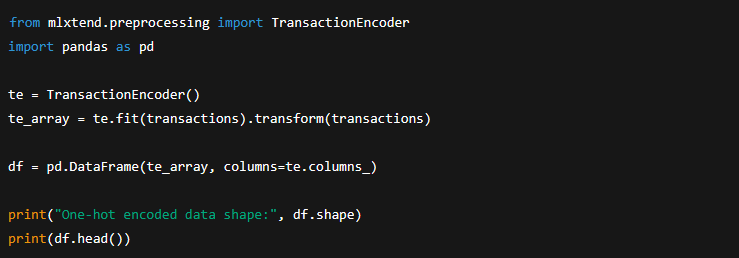 from mlxtend.preprocessing import TransactionEncoder
import pandas as pd
te = TransactionEncoder()
te_array = te.fit(transactions).transform(transactions)
df = pd.DataFrame(te_array, columns=te.columns_)
print("One-hot encoded data shape:", df.shape)
print(df.head())